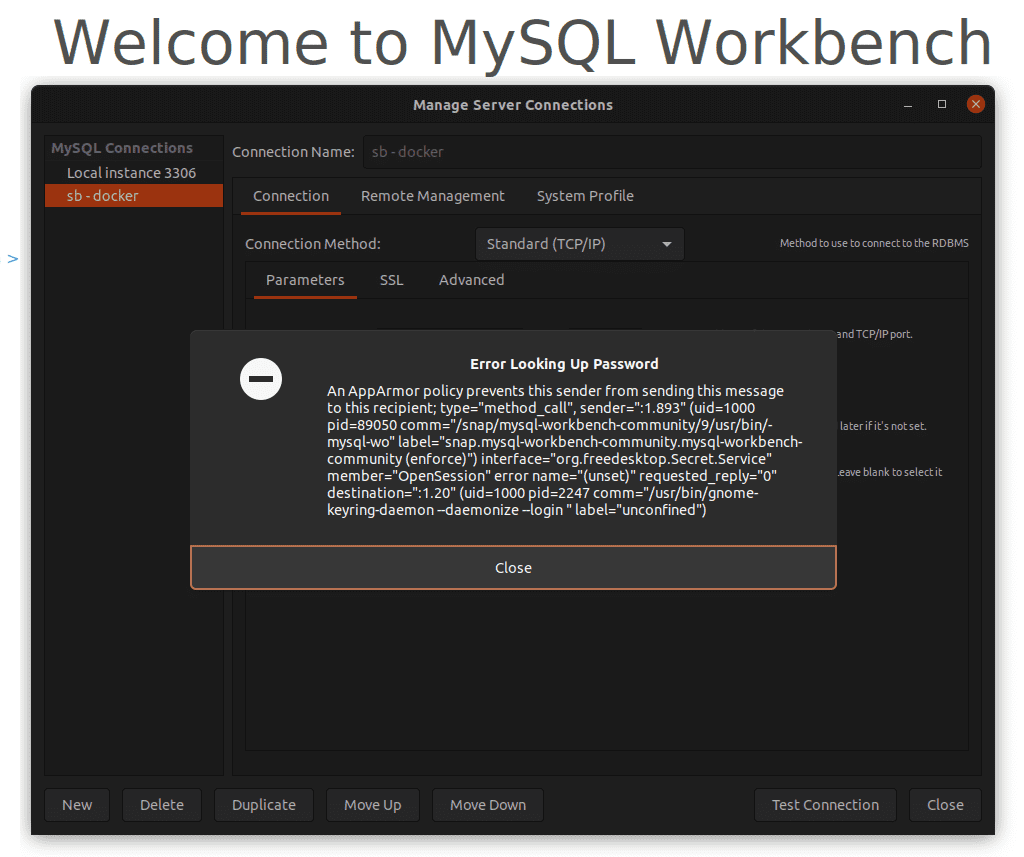 Welcome to MySQL Workbench
Manage Server Connections
MySQL Connections
Local instance 3306
sb - docker
Connection Name: sb - docker
Connection Remote Management System Profile
Connection Method: Standard (TCP/IP) Method to use to connect to the RDBMS
>
Parameters SSL Advanced
and TCP/IP port.
later if it's not set.
eave blank to select it
Error Looking Up Password
An AppArmor policy prevents this sender from sending this message
to this recipient; type="method_call", sender=":1.893" (uid=1000
pid=89050 comm="/snap/mysql-workbench-community/9/usr/bin/-
mysql-wo" label="snap.mysql-workbench-community.mysql-workbench-
community (enforce)") interface="org.freedesktop.Secret.Service"
member="OpenSession" error name="(unset)" requested_reply="0"
destination=":1.20" (uid=1000 pid=2247 comm="/usr/bin/gnome-
keyring-daemon --daemonize --login " label="unconfined")
Close
New Delete Duplicate Move Up Move Down Test Connection Close